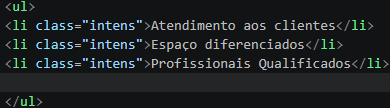 <ul>
<li class="intens">Atendimento aos clientes</li>
<li class="intens">Espaço diferenciados</li>
<li class="intens">Profissionais Qualificados</li>
</ul>